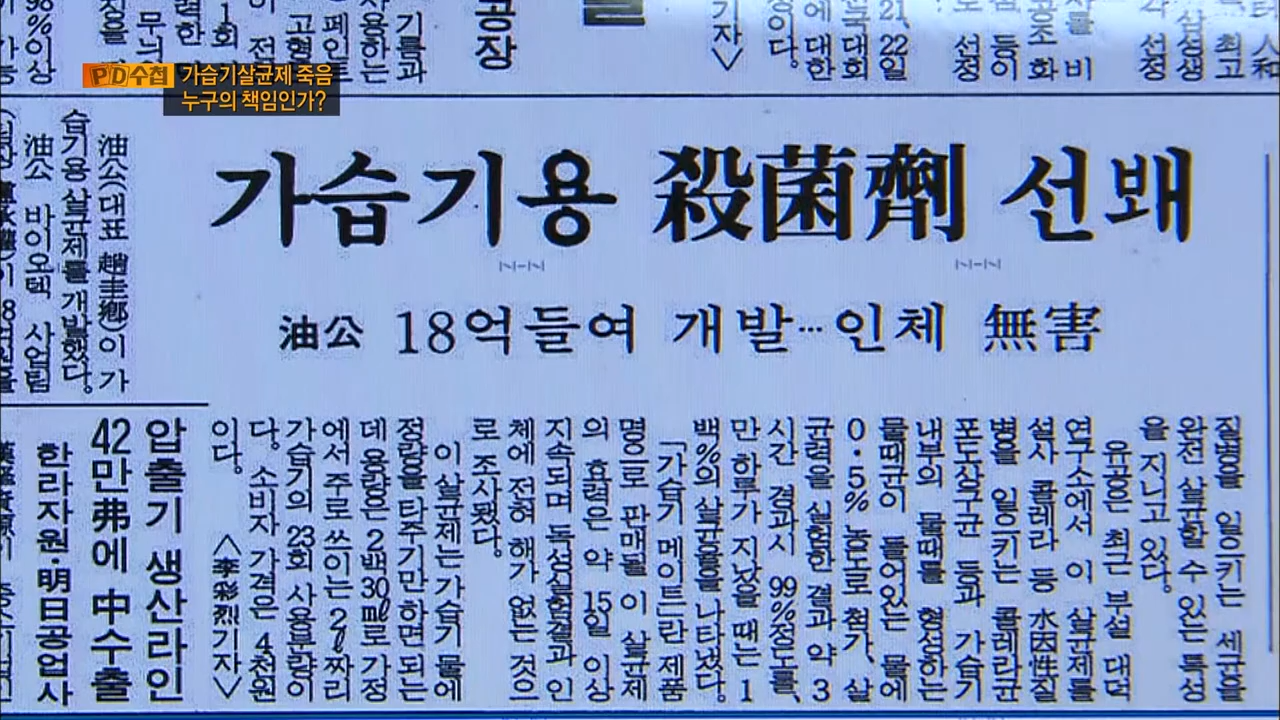 PD수첩
가습기살균제 죽음
누구의 책임인가?
가습기용 殺菌劑 선봬
油公 18억들여 개발…인체 無害
油公(대표 趙圭鄕)이 가
습기용 살균제를 개발했다.
油公 바이오텍 사업팀
질병을 일으키는 세균을
완전 살균할 수 있는 특성
을 지니고 있다.
유공은 최근 부설 대덕
연구소에서 이 살균제를
설사 콜레라 등 水因性질
병을 일으키는 콜레라균
포도상구균 등과 가습기
내부의 물때를 형성하는
물때균이 들어있는 물에
0·5% 농도로 첨가, 살
균력을 실험한 결과 약 3
시간 경과시 99%정도를,
만 하루가 지났을 때는 1
백%의 살균율을 나타냈다.
「가습기 메이트」란 제품
명으로 판매될 이 살균제
의 효력은 약 15일 이상
지속되며 독성실험결과 인
체에 전혀 해가 없는 것으
로 조사됐다.
이 살균제는 가습기 물에
정량을 타주기만 하면 되는
데 용량은 2백30㎖로 가정
에서 주로 쓰이는 2ℓ짜리
가습기의 23회 사용분량이
다. 소비자 가격은 4천원
이다. <李彩烈기자>
압출기 생산라인
42만弗에 中수출
한라자원·明日공업사